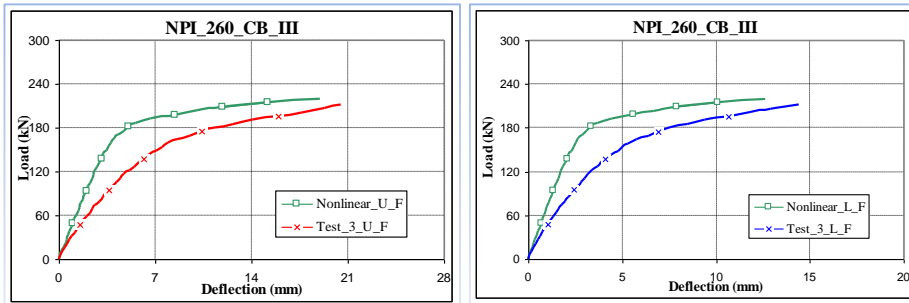 NPI_260_CB_III
300
240
180
120
60
0
Load (kN)
0 7 14 21 28
Deflection (mm)
Nonlinear_U_F
Test_3_U_F
NPI_260_CB_III
300
240
180
120
60
0
Load (kN)
0 5 10 15 20
Deflection (mm)
Nonlinear_L_F
Test_3_L_F